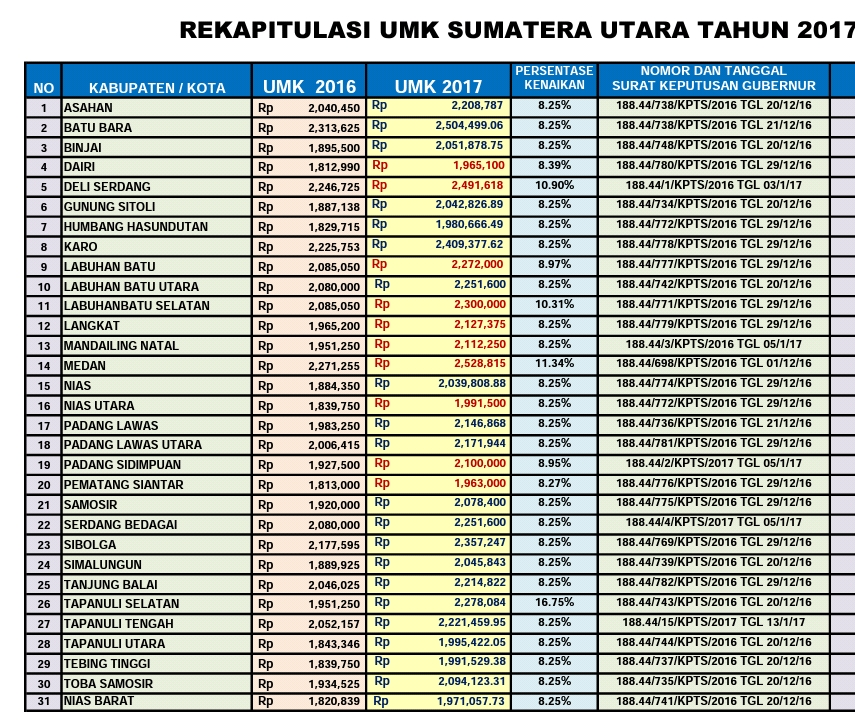 REKAPITULASI UMK SUMATERA UTARA TAHUN 2017
NO KABUPATEN / KOTA UMK 2016 UMK 2017 PERSENTASE KENAIKAN NOMOR DAN TANGGAL SURAT KEPUTUSAN GUBERNUR
1 ASAHAN Rp 2,040,450 Rp 2,208,787 8.25% 188.44/738/KPTS/2016 TGL 20/12/16
2 BATU BARA Rp 2,313,625 Rp 2,504,499.06 8.25% 188.44/738/KPTS/2016 TGL 21/12/16
3 BINJAI Rp 1,895,500 Rp 2,051,878.75 8.25% 188.44/748/KPTS/2016 TGL 20/12/16
4 DAIRI Rp 1,812,990 Rp 1,965,100 8.39% 188.44/780/KPTS/2016 TGL 29/12/16
5 DELI SERDANG Rp 2,246,725 Rp 2,491,618 10.90% 188.44/1/KPTS/2016 TGL 03/1/17
6 GUNUNG SITOLI Rp 1,887,138 Rp 2,042,826.89 8.25% 188.44/734/KPTS/2016 TGL 20/12/16
7 HUMBANG HASUNDUTAN Rp 1,829,715 Rp 1,980,666.49 8.25% 188.44/772/KPTS/2016 TGL 29/12/16
8 KARO Rp 2,225,753 Rp 2,409,377.62 8.25% 188.44/778/KPTS/2016 TGL 29/12/16
9 LABUHAN BATU Rp 2,085,050 Rp 2,272,000 8.97% 188.44/777/KPTS/2016 TGL 29/12/16
10 LABUHAN BATU UTARA Rp 2,080,000 Rp 2,251,600 8.25% 188.44/742/KPTS/2016 TGL 20/12/16
11 LABUHANBATU SELATAN Rp 2,085,050 Rp 2,300,000 10.31% 188.44/771/KPTS/2016 TGL 29/12/16
12 LANGKAT Rp 1,965,200 Rp 2,127,375 8.25% 188.44/779/KPTS/2016 TGL 29/12/16
13 MANDAILING NATAL Rp 1,951,250 Rp 2,112,250 8.25% 188.44/3/KPTS/2016 TGL 05/1/17
14 MEDAN Rp 2,271,255 Rp 2,528,815 11.34% 188.44/698/KPTS/2016 TGL 01/12/16
15 NIAS Rp 1,884,350 Rp 2,039,808.88 8.25% 188.44/774/KPTS/2016 TGL 29/12/16
16 NIAS UTARA Rp 1,839,750 Rp 1,991,500 8.25% 188.44/772/KPTS/2016 TGL 29/12/16
17 PADANG LAWAS Rp 1,983,250 Rp 2,146,868 8.25% 188.44/736/KPTS/2016 TGL 21/12/16
18 PADANG LAWAS UTARA Rp 2,006,415 Rp 2,171,944 8.25% 188.44/781/KPTS/2016 TGL 29/12/16
19 PADANG SIDIMPUAN Rp 1,927,500 Rp 2,100,000 8.95% 188.44/2/KPTS/2017 TGL 05/1/17
20 PEMATANG SIANTAR Rp 1,813,000 Rp 1,963,000 8.27% 188.44/776/KPTS/2016 TGL 29/12/16
21 SAMOSIR Rp 1,920,000 Rp 2,078,400 8.25% 188.44/775/KPTS/2016 TGL 29/12/16
22 SERDANG BEDAGAI Rp 2,080,000 Rp 2,251,600 8.25% 188.44/4/KPTS/2017 TGL 05/1/17
23 SIBOLGA Rp 2,177,595 Rp 2,357,247 8.25% 188.44/769/KPTS/2016 TGL 29/12/16
24 SIMALUNGUN Rp 1,889,925 Rp 2,045,843 8.25% 188.44/739/KPTS/2016 TGL 20/12/16
25 TANJUNG BALAI Rp 2,046,025 Rp 2,214,822 8.25% 188.44/782/KPTS/2016 TGL 29/12/16
26 TAPANULI SELATAN Rp 1,951,250 Rp 2,278,084 16.75% 188.44/743/KPTS/2016 TGL 20/12/16
27 TAPANULI TENGAH Rp 2,052,157 Rp 2,221,459.95 8.25% 188.44/15/KPTS/2017 TGL 13/1/17
28 TAPANULI UTARA Rp 1,843,346 Rp 1,995,422.05 8.25% 188.44/744/KPTS/2016 TGL 20/12/16
29 TEBING TINGGI Rp 1,839,750 Rp 1,991,529.38 8.25% 188.44/737/KPTS/2016 TGL 20/12/16
30 TOBA SAMOSIR Rp 1,934,525 Rp 2,094,123.31 8.25% 188.44/735/KPTS/2016 TGL 20/12/16
31 NIAS BARAT Rp 1,820,839 Rp 1,971,057.73 8.25% 188.44/741/KPTS/2016 TGL 20/12/16